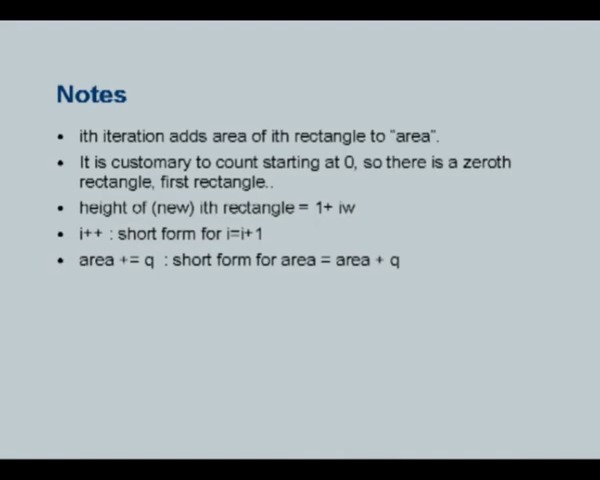 Notes
• ith iteration adds area of ith rectangle to "area".
• It is customary to count starting at 0, so there is a zeroth
rectangle, first rectangle..
• height of (new) ith rectangle = 1+ iw
• i++ : short form for i=i+1
• area += q : short form for area = area + q